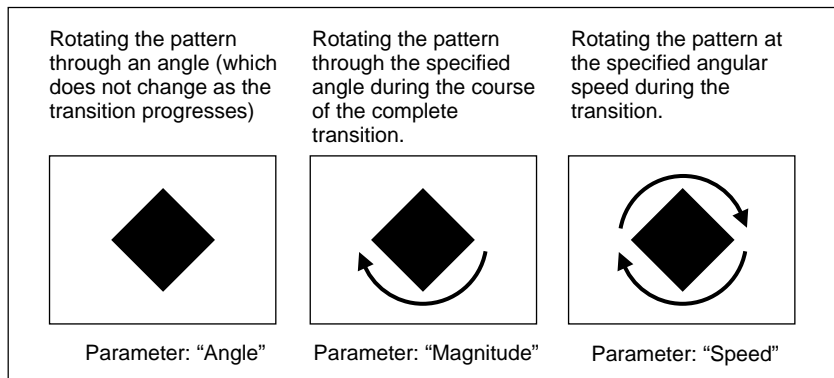 Rotating the pattern
through an angle (which
does not change as the
transition progresses)
Rotating the pattern
through the specified
angle during the course
of the complete
transition.
Rotating the pattern at
the specified angular
speed during the
transition.
Parameter: “Angle”
Parameter: “Magnitude”
Parameter: “Speed”